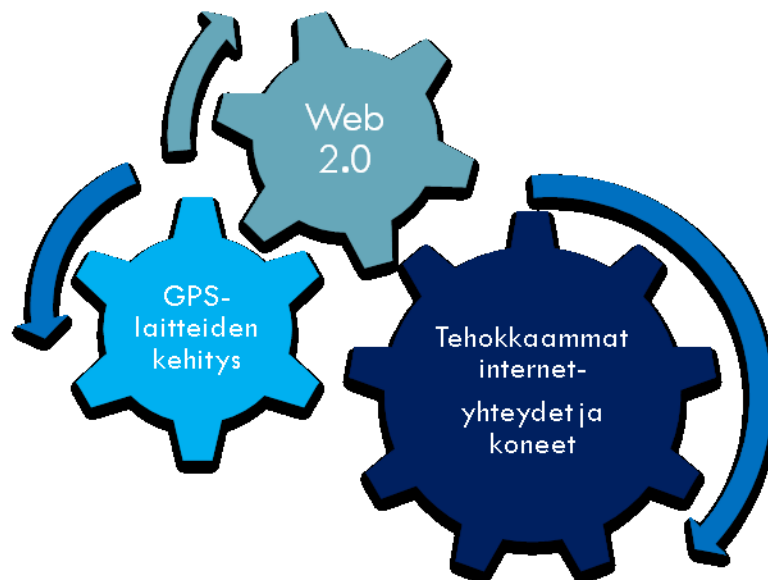 Web
2.0
GPS-
laitteiden
kehitys
Tehokkaammat
internet-
yhteydet ja
koneet